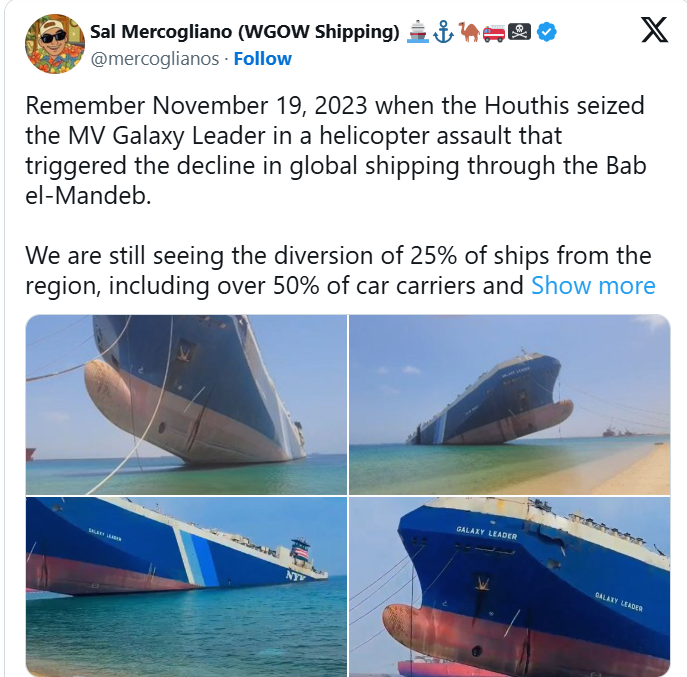 Sal Mercogliano (WGOW Shipping) 🚢⚓🐪🚒🏴‍☠️
@mercoglianos · Follow
Remember November 19, 2023 when the Houthis seized
the MV Galaxy Leader in a helicopter assault that
triggered the decline in global shipping through the Bab
el-Mandeb.
We are still seeing the diversion of 25% of ships from the
region, including over 50% of car carriers and Show more
GALAXY LEADER
GALAXY LEADER
NYK
GALAXY LEADER
GALAXY LEADER